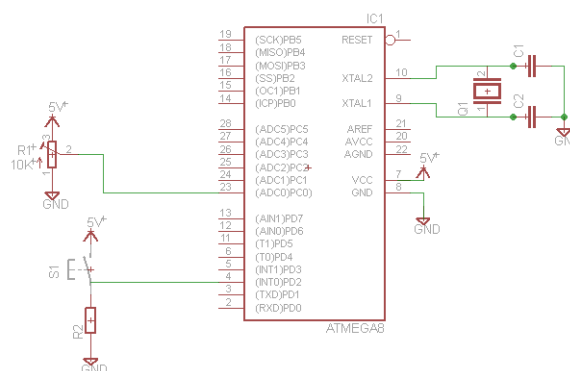 IC1
19 (SCK)PB5 RESET 1
18 (MISO)PB4
17 (MOSI)PB3 XTAL2 10
16 (SS)PB2
15 (OC1)PB1 XTAL1 9
14 (ICP)PB0
28 (ADC5)PC5 AREF 21
27 (ADC4)PC4 AVCC 20
26 (ADC3)PC3 AGND 22
25 (ADC2)PC2
24 (ADC1)PC1 VCC 7
23 (ADC0)PC0) GND 8
13 (AIN1)PD7
12 (AIN0)PD6
11 (T1)PD5
6 (T0)PD4
5 (INT1)PD3
4 (INT0)PD2
3 (TXD)PD1
2 (RXD)PD0
ATMEGA8
5V
R1
10K
3
2
1
GND
5V
S1
R2
GND
2
1
Q1
C1
C2
GND
5V
GND